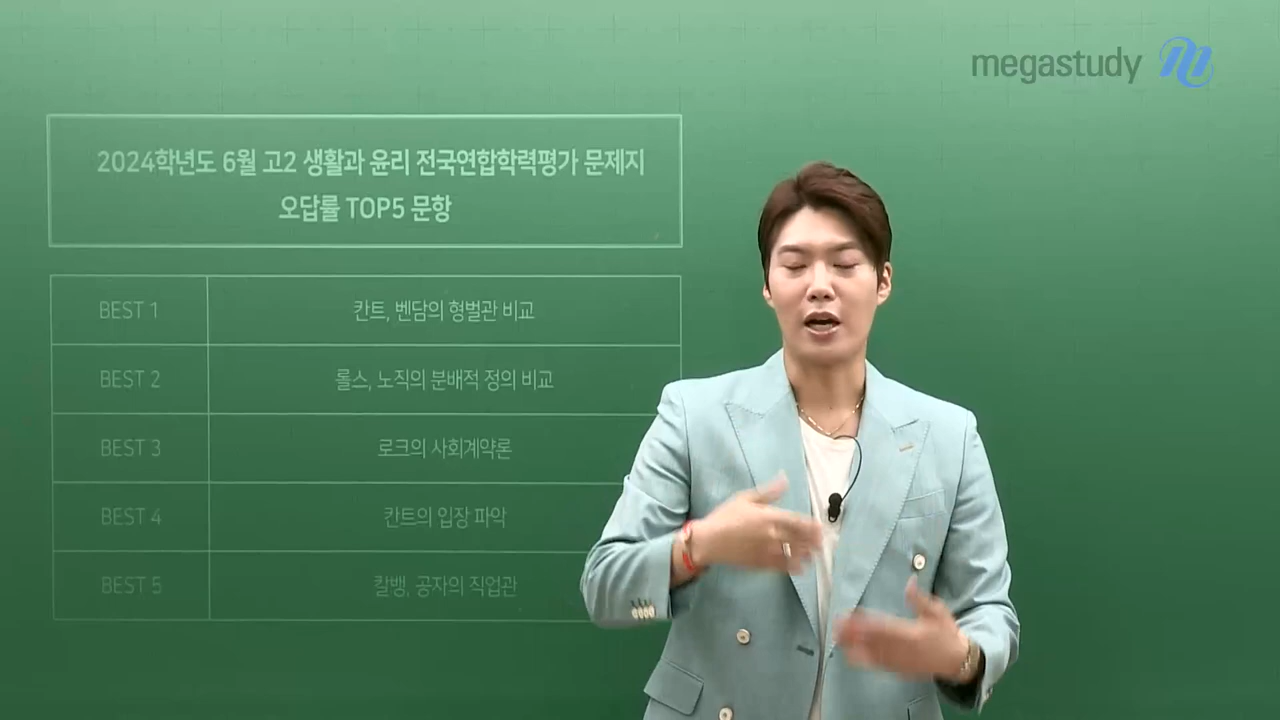 megastudy
2024학년도 6월 고2 생활과 윤리 전국연합학력평가 문제지
오답률 TOP5 문항
BEST 1 칸트, 벤담의 형벌관 비교
BEST 2 롤스, 노직의 분배적 정의 비교
BEST 3 로크의 사회계약론
BEST 4 칸트의 입장 파악
BEST 5 칼뱅, 공자의 직업관